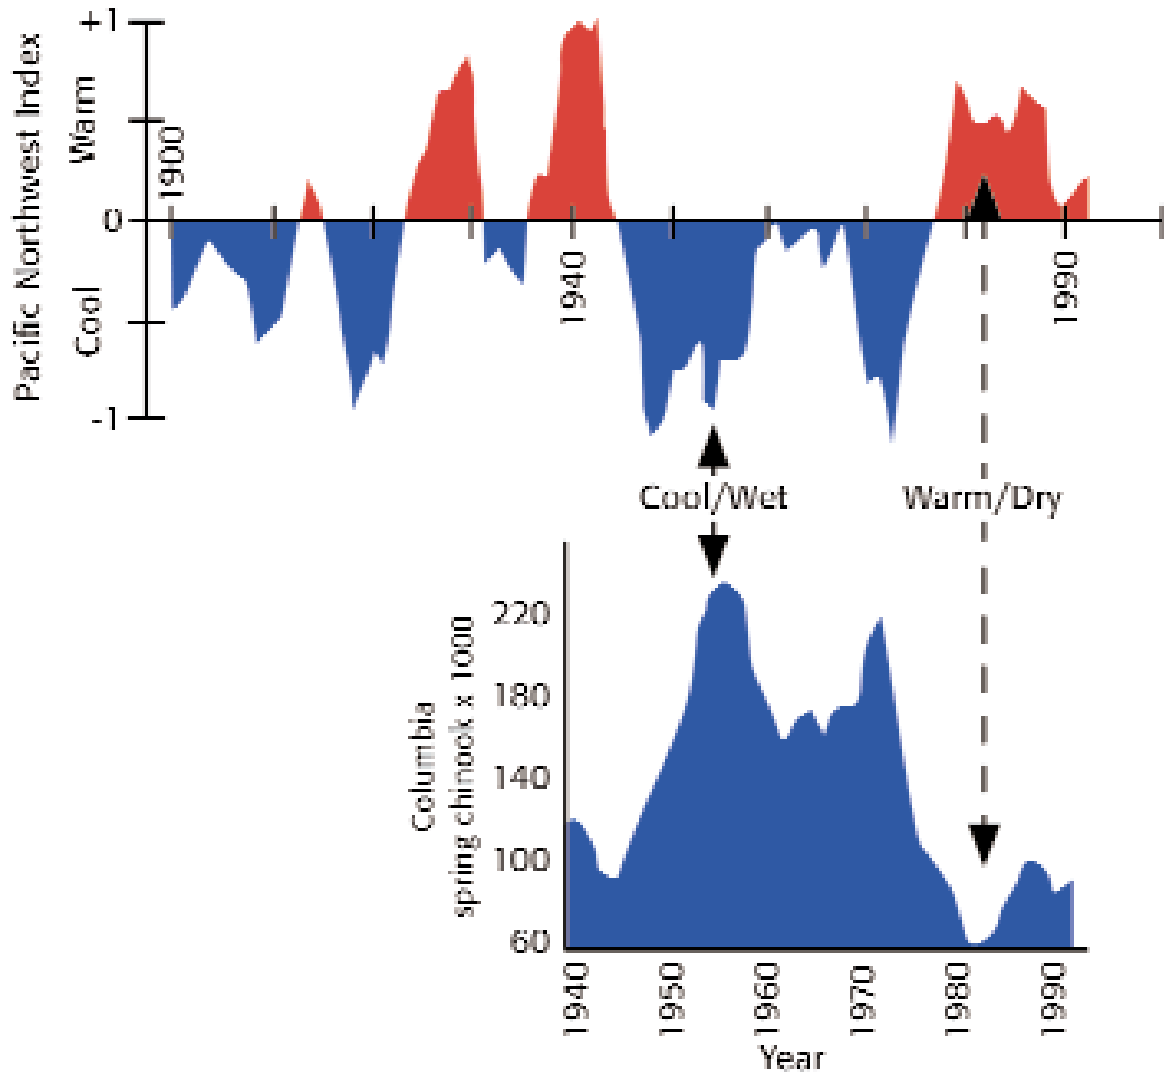 Pacific Northwest Index
Cool Warm
+1
0
-1
1900
1940
1990
Cool/Wet
Warm/Dry
Columbia
spring chinook x 1000
220
180
140
100
60
1940
1950
1960
1970
1980
1990
Year